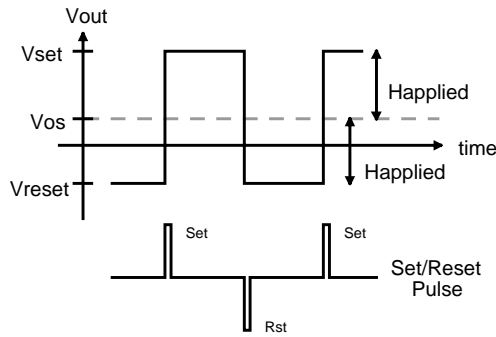 Vout
Vset
Happlied
Vos
time
Happlied
Vreset
Set
Set
Set/Reset
Pulse
Rst